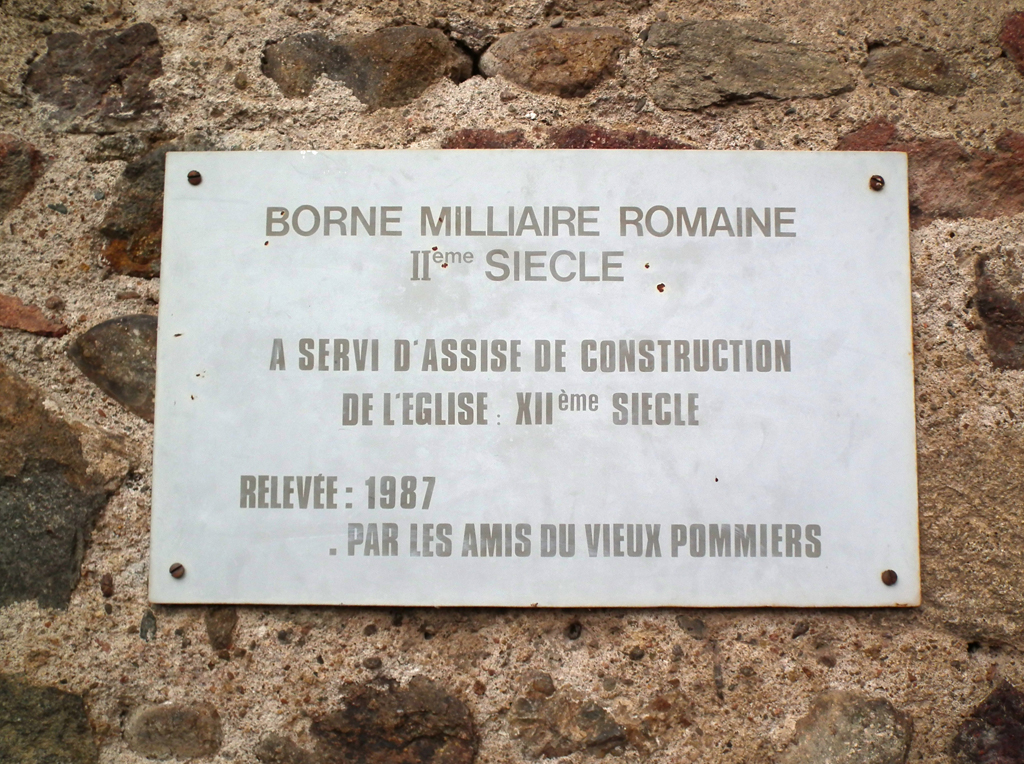 BORNE MILLIAIRE ROMAINE
IIème SIECLE
A SERVI D'ASSISE DE CONSTRUCTION
DE L'EGLISE : XIIème SIECLE
RELEVÉE : 1987
. PAR LES AMIS DU VIEUX POMMIERS